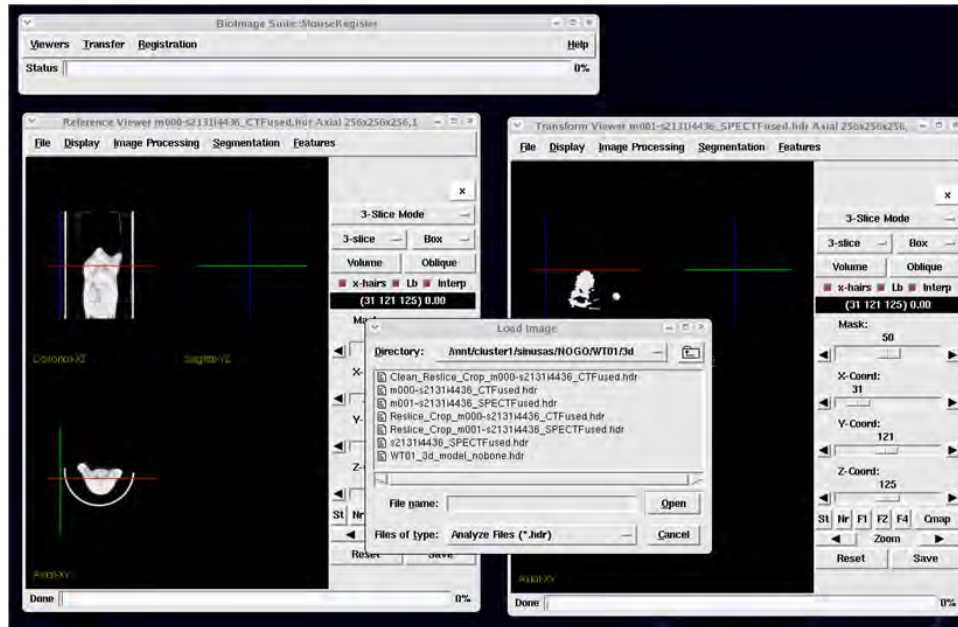 BioImage Suite::MouseRegister
Viewers Transfer Registration Help
Status 0%
Reference Viewer m000-s2131i4436_CTFused.hdr Axial 256x256x256,1
File Display Image Processing Segmentation Features
x
3-Slice Mode
3-slice Box
Volume Oblique
x-hairs Lb Interp
(31 121 125) 0.00
Coronal-XZ
Sagittal-YZ
X-
Y-
Z-
St Nr
Reset Save
Axial-XY
Done 0%
Transform Viewer m001-s2131i4436_SPECTFused.hdr Axial 256x256x256,
File Display Image Processing Segmentation Features
x
3-Slice Mode
3-slice Box
Volume Oblique
x-hairs Lb Interp
(31 121 125) 0.00
Mask:
50
X-Coord:
31
Y-Coord:
121
Z-Coord:
125
St Nr F1 F2 F4 Cmap
Zoom
Reset Save
Axial-XY
Done 0%
Load Image
Directory: /mnt/cluster1/sinusas/NOGO/WT01/3d
Clean_Reslice_Crop_m000-s2131i4436_CTFused.hdr
m000-s2131i4436_CTFused.hdr
m001-s2131i4436_SPECTFused.hdr
Reslice_Crop_m000-s2131i4436_CTFused.hdr
Reslice_Crop_m001-s2131i4436_SPECTFused.hdr
s2131i4436_SPECTFused.hdr
WT01_3d_model_nobone.hdr
File name: Open
Files of type: Analyze Files (*.hdr) Cancel